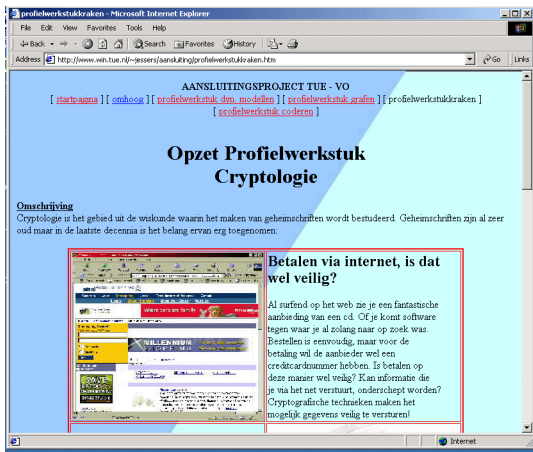 profielwerkstukkraken - Microsoft Internet Explorer
File Edit View Favorites Tools Help
Back Search Favorites History
Address http://www.win.tue.nl/~jessers/aansluiting/profielwerkstukkraken.htm Go Links
AANSLUITINGSPROJECT TUE - VO
[ startpagina ] [ omhoog ] [ profielwerkstuk dyn. modellen ] [ profielwerkstuk grafen ] [ profielwerkstukkraken ]
[ profielwerkstuk coderen ]
Opzet Profielwerkstuk
Cryptologie
Omschrijving
Cryptologie is het gebied uit de wiskunde waarin het maken van geheimschriften wordt bestudeerd. Geheimschriften zijn al zeer
oud maar in de laatste decennia is het belang ervan erg toegenomen:
MILLENNIUM
Betalen via internet, is dat
wel veilig?
Al surfend op het web zie je een fantastische
aanbieding van een cd. Of je komt software
tegen waar je al zolang naar op zoek was.
Bestellen is eenvoudig, maar voor de
betaling wil de aanbieder wel een
creditcardnummer hebben. Is betalen op
deze manier wel veilig? Kan informatie die
je via het net verstuurt, onderschept worden?
Cryptografische technieken maken het
mogelijk gegevens veilig te versturen!
Internet